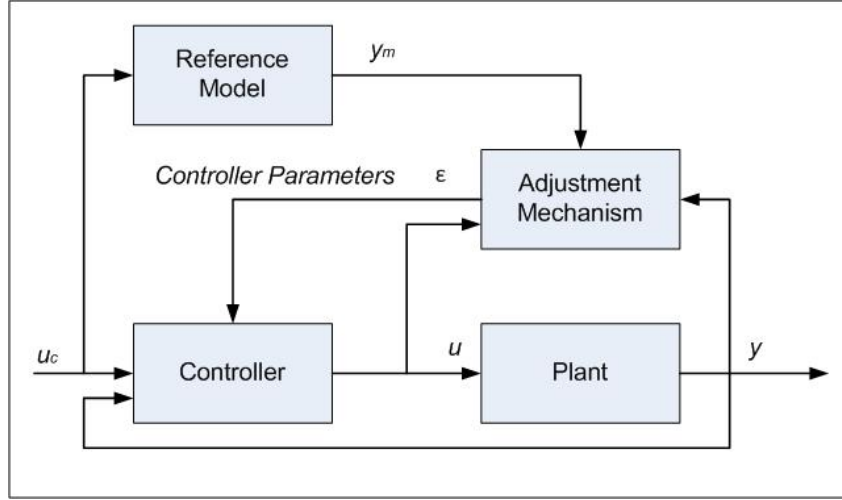 Reference
Model
ym
Controller Parameters ε
Adjustment
Mechanism
uc
Controller
u
Plant
y